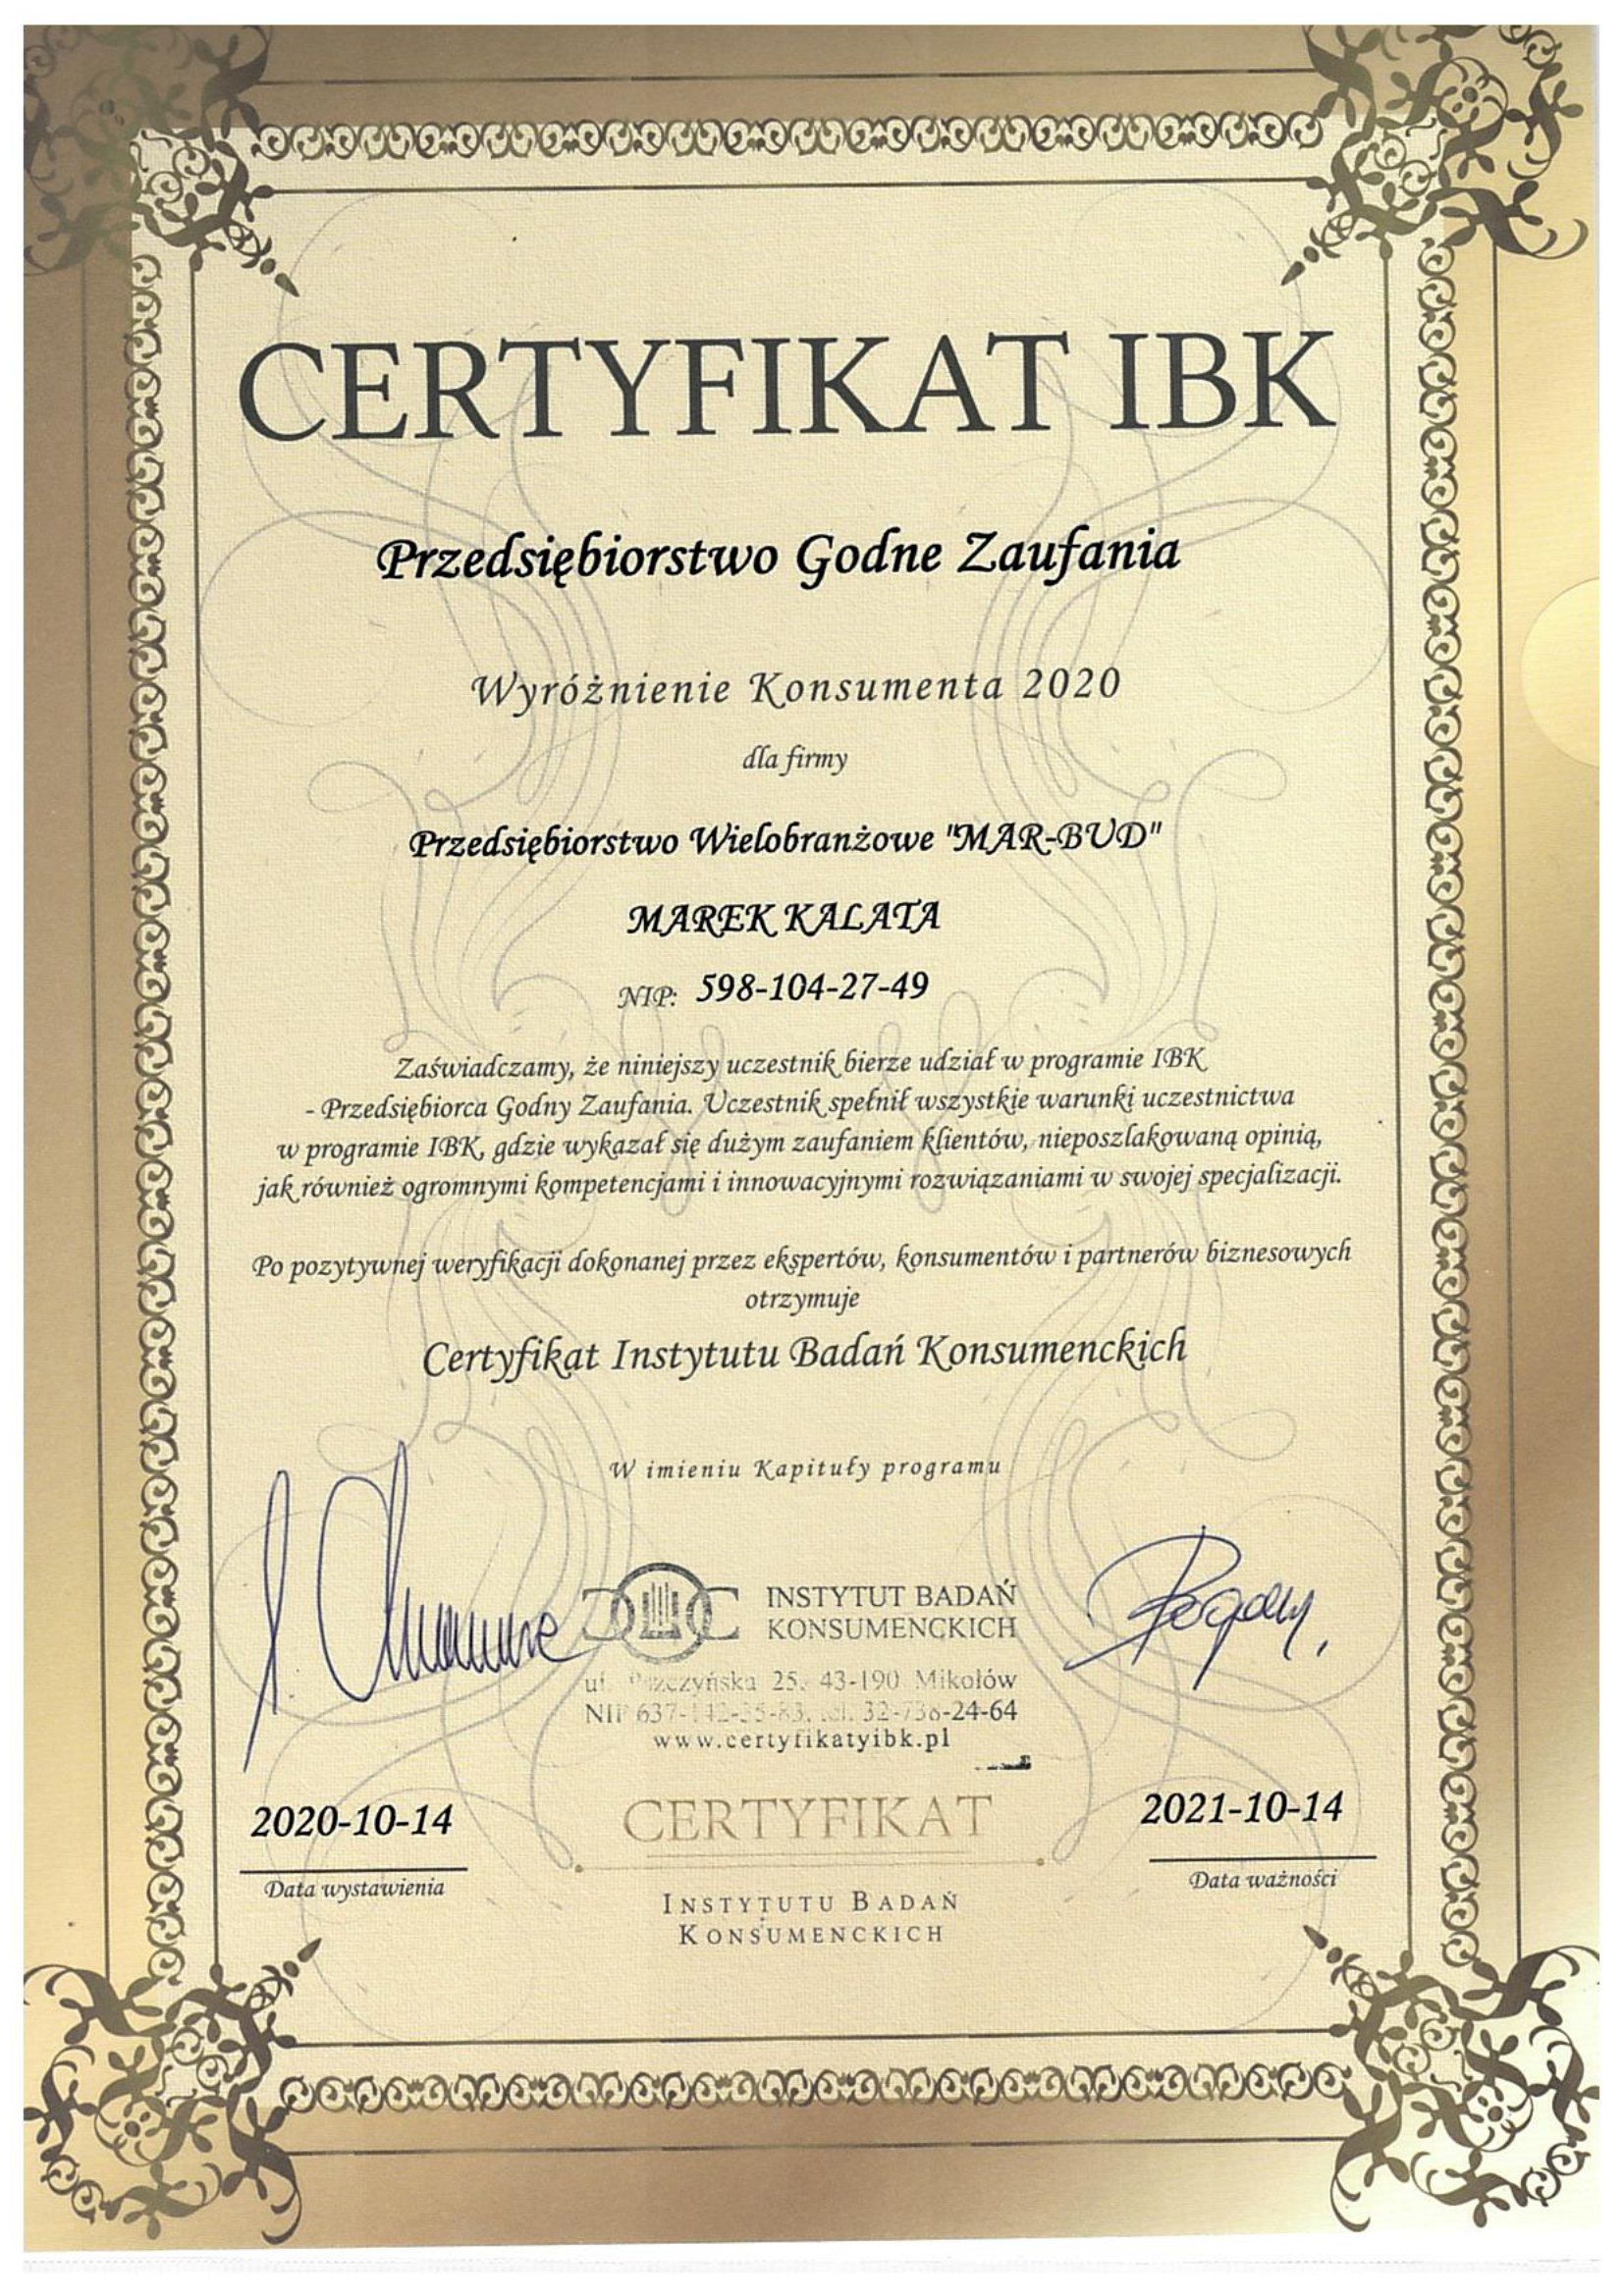 CERTYFIKAT IBK
Przedsiębiorstwo Godne Zaufania
Wyróżnienie Konsumenta 2020
dla firmy
Przedsiębiorstwo Wielobranżowe "MAR-BUD"
MAREK KALATA
NIP: 598-104-27-49
Zaświadczamy, że niniejszy uczestnik bierze udział w programie IBK
- Przedsiębiorca Godny Zaufania. Uczestnik spełnił wszystkie warunki uczestnictwa
w programie IBK, gdzie wykazał się dużym zaufaniem klientów, nieposzlakowaną opinią,
jak również ogromnymi kompetencjami i innowacyjnymi rozwiązaniami w swojej specjalizacji.
Po pozytywnej weryfikacji dokonanej przez ekspertów, konsumentów i partnerów biznesowych
otrzymuje
Certyfikat Instytutu Badań Konsumenckich
W imieniu Kapituły programu
INSTYTUT BADAŃ
KONSUMENCKICH
ul. 25, 43-190 Mikołów
NIP 32-738-24-64
www.certyfikatyibk.pl
2020-10-14
2021-10-14
CERTYFIKAT
Data wystawienia
Data ważności
INSTYTUTU BADAŃ
KONSUMENCKICH